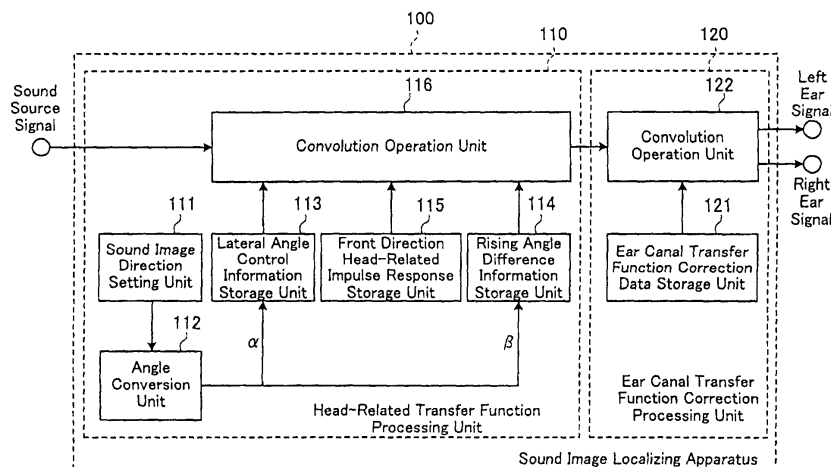 100
110
120
Sound
Source
Signal
116
122
Left
Ear
Signal
Convolution Operation Unit
Convolution
Operation Unit
Right
Ear
Signal
111
113
115
114
121
Sound Image
Direction
Setting Unit
Lateral Angle
Control
Information
Storage Unit
Front Direction
Head-Related
Impulse Response
Storage Unit
Rising Angle
Difference
Information
Storage Unit
Ear Canal Transfer
Function Correction
Data Storage Unit
112
α
β
Angle
Conversion
Unit
Head-Related Transfer Function
Processing Unit
Ear Canal Transfer
Function Correction
Processing Unit
Sound Image Localizing Apparatus